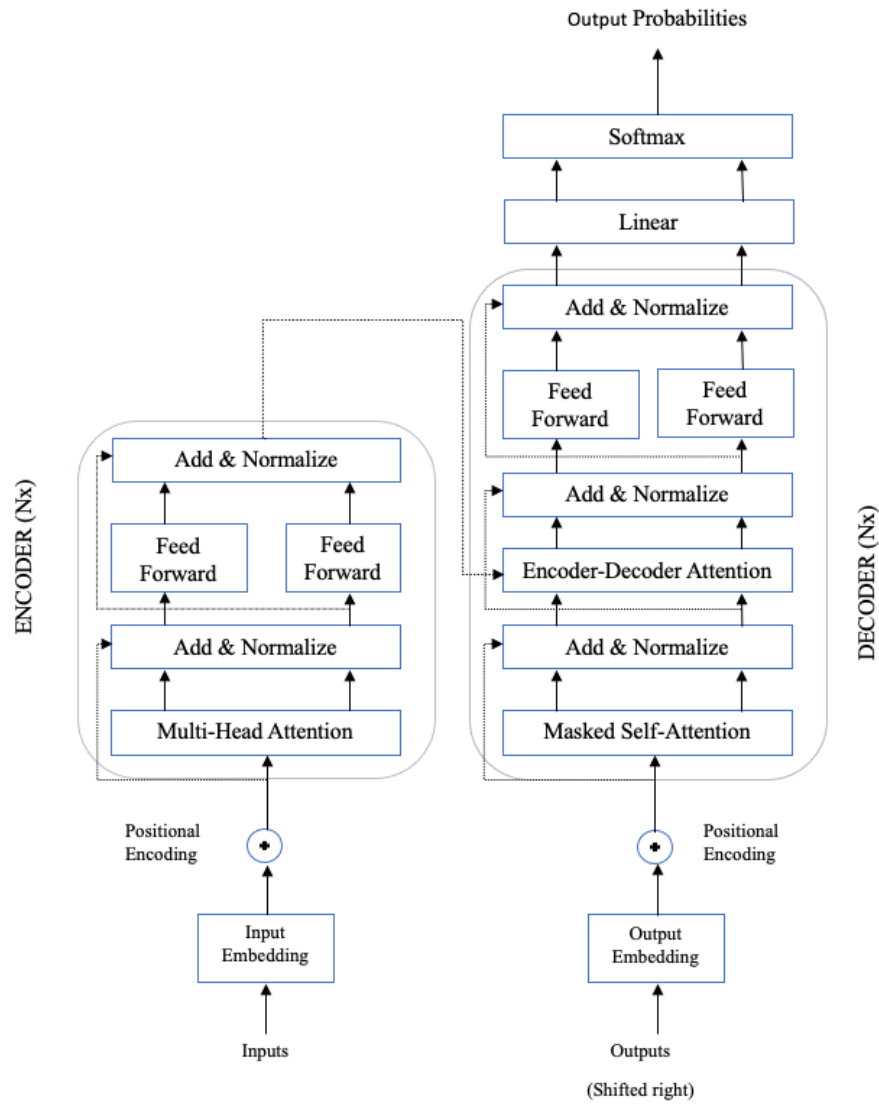 Output Probabilities
Softmax
Linear
Add & Normalize
Feed
Forward
Feed
Forward
Add & Normalize
Encoder-Decoder Attention
Add & Normalize
Masked Self-Attention
DECODER (Nx)
Positional
Encoding
Output
Embedding
Outputs
(Shifted right)
ENCODER (Nx)
Add & Normalize
Feed
Forward
Feed
Forward
Add & Normalize
Multi-Head Attention
Positional
Encoding
Input
Embedding
Inputs